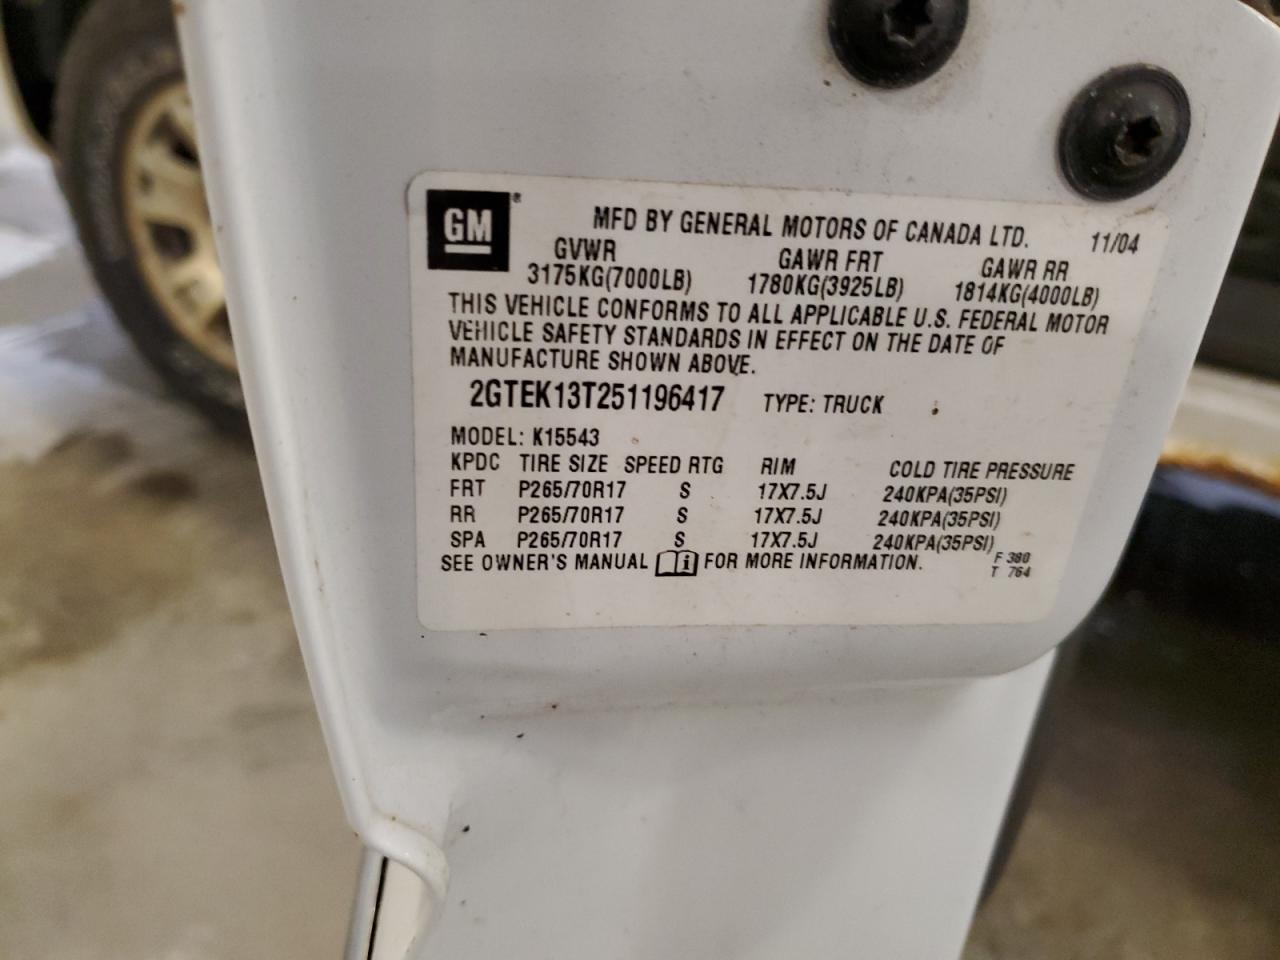 GM®
MFD BY GENERAL MOTORS OF CANADA LTD. 11/04
GVWR GAWR FRT GAWR RR
3175KG(7000LB) 1780KG(3925LB) 1814KG(4000LB)
THIS VEHICLE CONFORMS TO ALL APPLICABLE U.S. FEDERAL MOTOR
VEHICLE SAFETY STANDARDS IN EFFECT ON THE DATE OF
MANUFACTURE SHOWN ABOVE.
2GTEK13T251196417 TYPE: TRUCK
MODEL: K15543
KPDC TIRE SIZE SPEED RTG RIM COLD TIRE PRESSURE
FRT P265/70R17 S 17X7.5J 240KPA(35PSI)
RR P265/70R17 S 17X7.5J 240KPA(35PSI)
SPA P265/70R17 S 17X7.5J 240KPA(35PSI)
SEE OWNER'S MANUAL i FOR MORE INFORMATION.
F 380
T 764